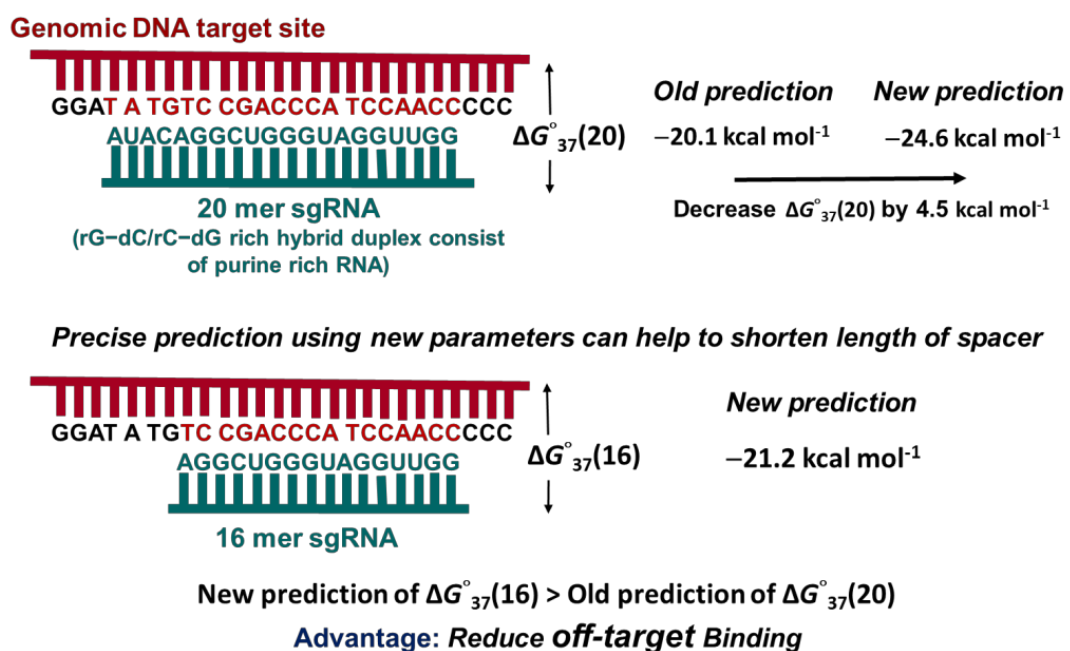 Genomic DNA target site
GGATATGTCCGACCCATCCAACCCCC
AUACAGGCUGGGUAGGUUGG
20 mer sgRNA
(rG−dC/rC−dG rich hybrid duplex consist
of purine rich RNA)
ΔG°37(20)
Old prediction New prediction
−20.1 kcal mol-1 −24.6 kcal mol-1
Decrease ΔG°37(20) by 4.5 kcal mol-1
Precise prediction using new parameters can help to shorten length of spacer
GGATATGTCCGACCCATCCAACCCCC
AGGCUGGGUAGGUUGG
16 mer sgRNA
ΔG°37(16)
New prediction
−21.2 kcal mol-1
New prediction of ΔG°37(16) > Old prediction of ΔG°37(20)
Advantage: Reduce off-target Binding